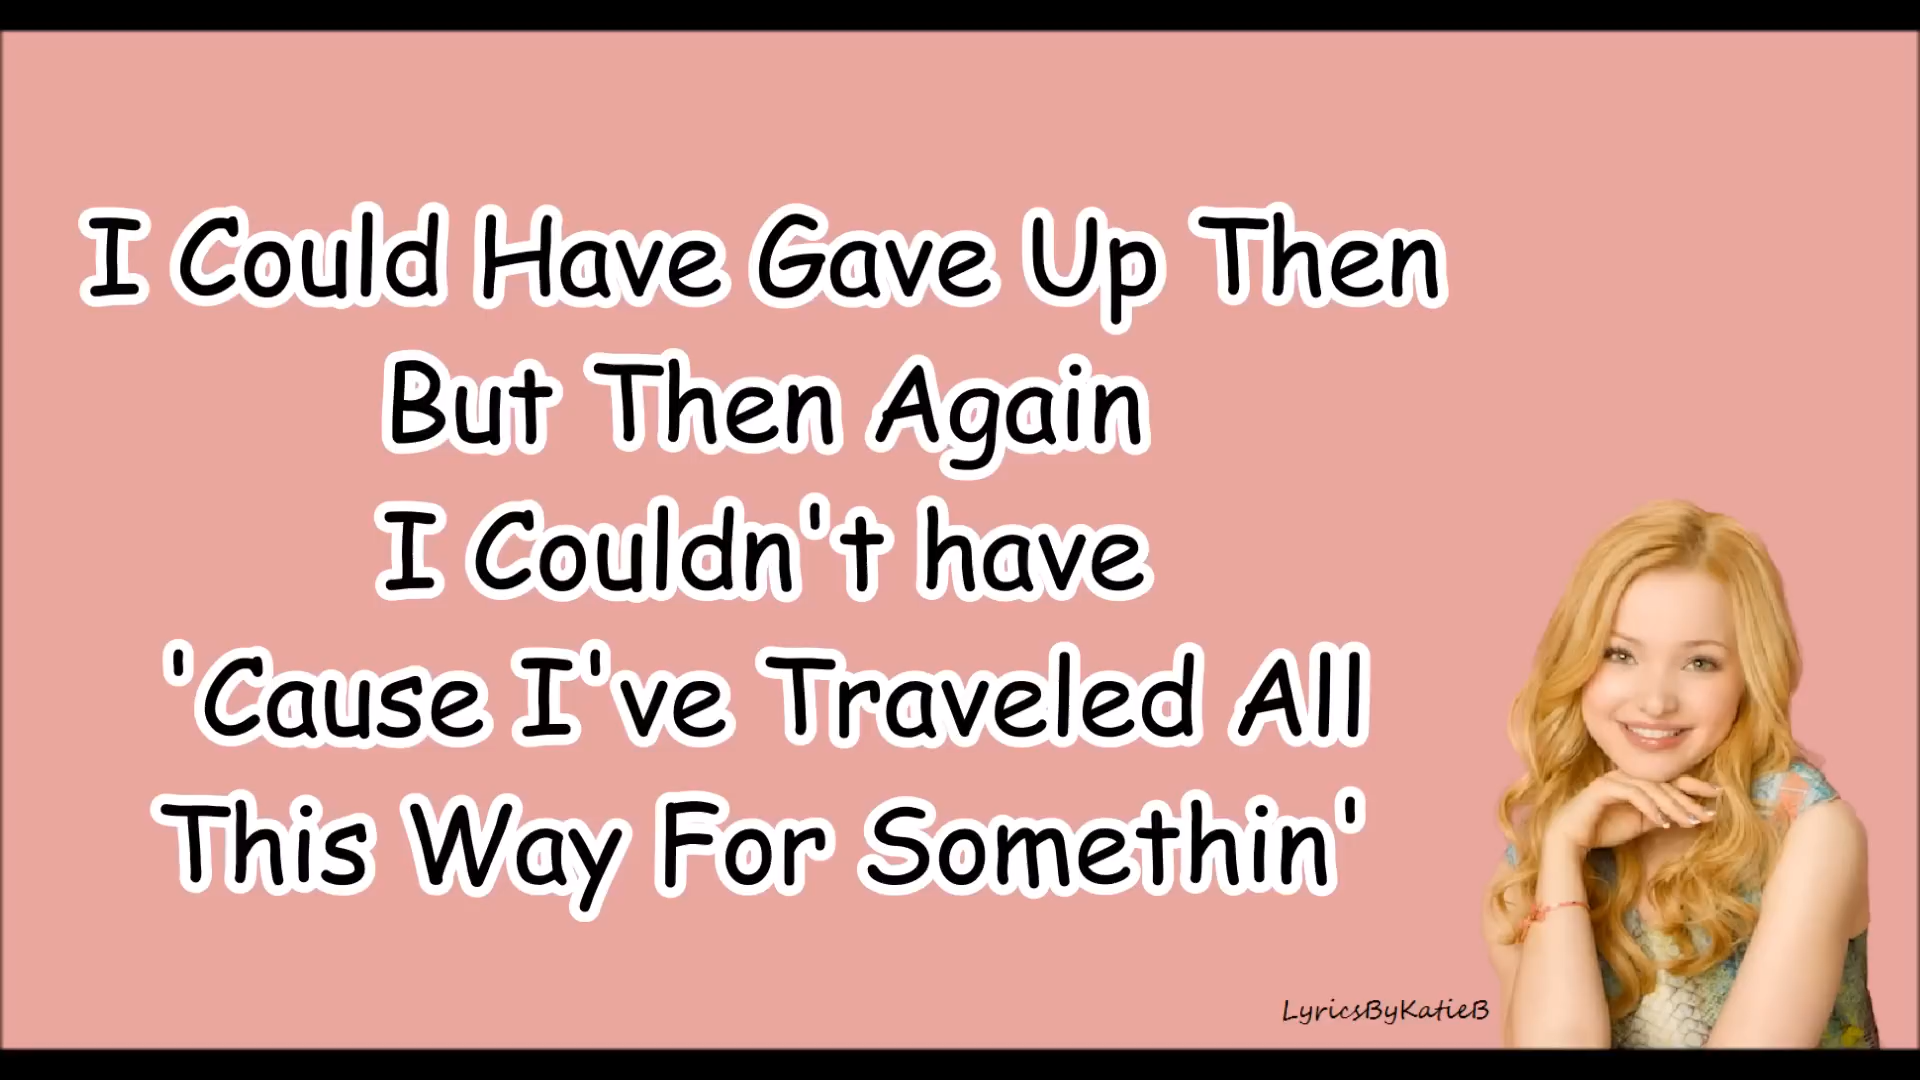 I Could Have Gave Up Then
But Then Again
I Couldn't have
'Cause I've Traveled All
This Way For Somethin'
LyricsByKatieB